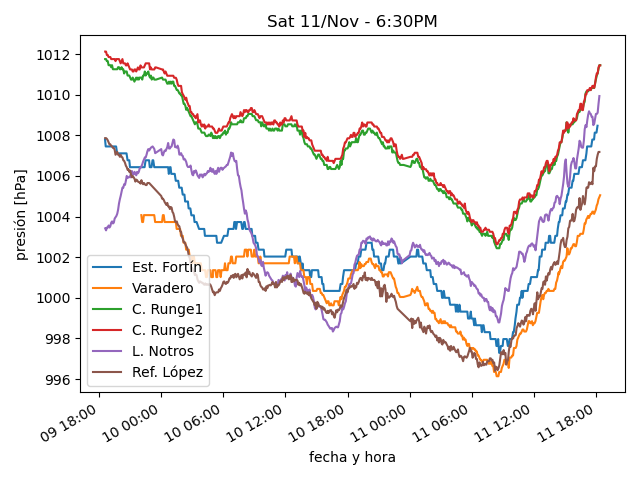 Sat 11/Nov - 6:30PM
presión [hPa]
1012
1010
1008
1006
1004
1002
1000
998
996
Est. Fortín
Varadero
C. Runge1
C. Runge2
L. Notros
Ref. López
09 18:00
10 00:00
10 06:00
10 12:00
10 18:00
11 00:00
11 06:00
11 12:00
11 18:00
fecha y hora